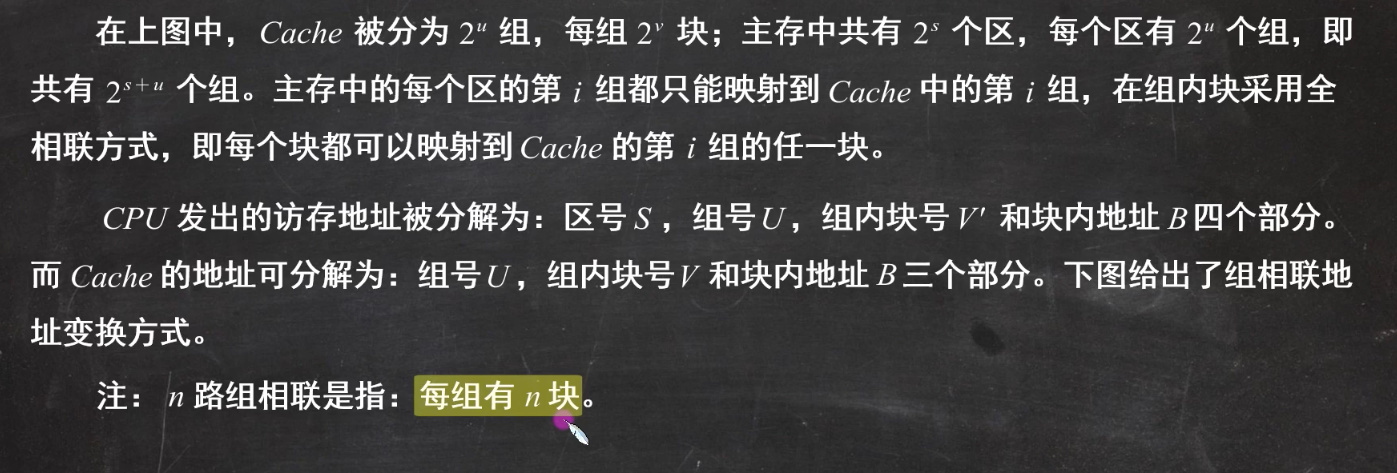 在上图中，Cache 被分为 2ᵘ 组，每组 2ᵛ 块；主存中共有 2ˢ 个区，每个区有 2ᵘ 个组，即
共有 2ˢ⁺ᵘ 个组。主存中的每个区的第 i 组都只能映射到 Cache 中的第 i 组，在组内块采用全
相联方式，即每个块都可以映射到 Cache 的第 i 组的任一块。
CPU 发出的访存地址被分解为：区号 S，组号 U，组内块号 V′ 和块内地址 B 四个部分。
而 Cache 的地址可分解为：组号 U，组内块号 V 和块内地址 B 三个部分。下图给出了组相联地
址变换方式。
注： n 路组相联是指：每组有 n 块。